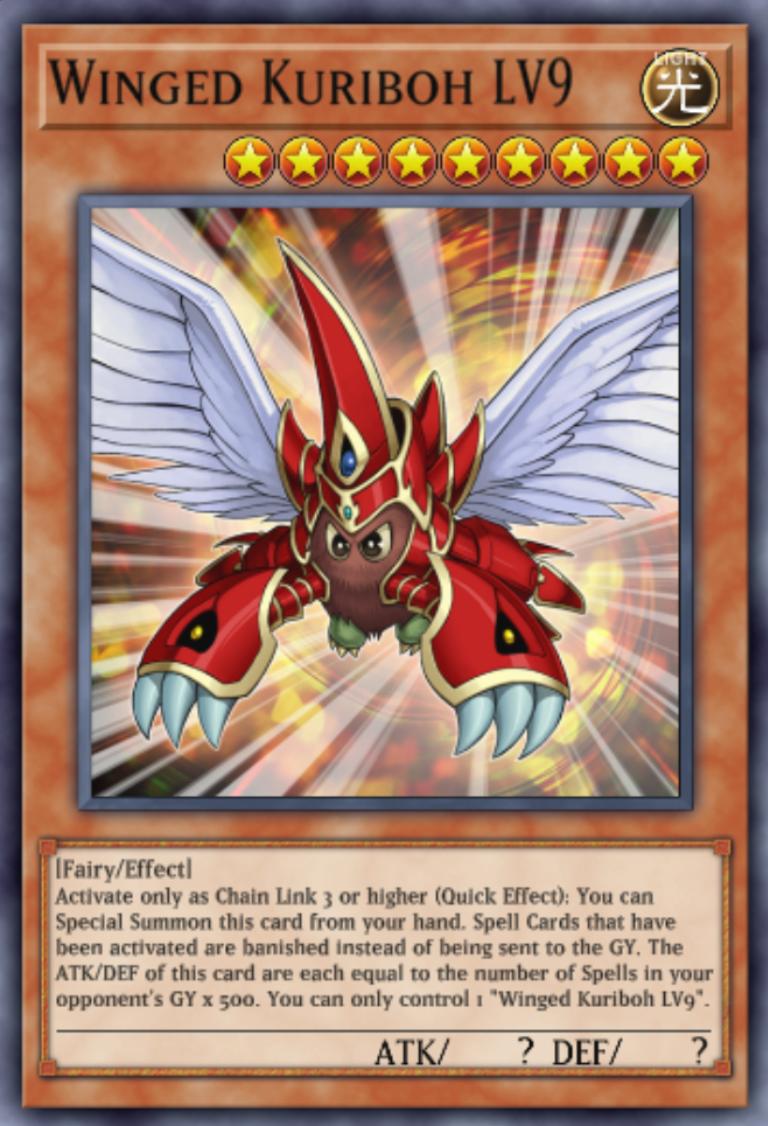 Winged Kuriboh LV9
LIGHT
光
[Fairy/Effect]
Activate only as Chain Link 3 or higher (Quick Effect): You can
Special Summon this card from your hand. Spell Cards that have
been activated are banished instead of being sent to the GY. The
ATK/DEF of this card are each equal to the number of Spells in your
opponent's GY x 500. You can only control 1 "Winged Kuriboh LV9".
ATK/ ? DEF/ ?